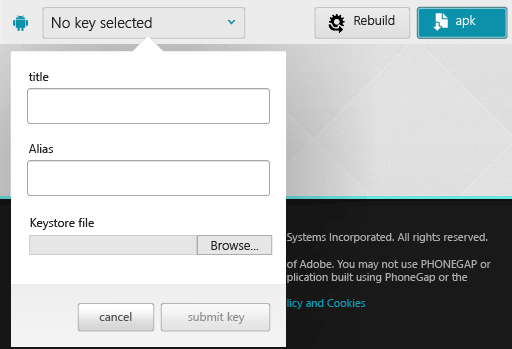 No key selected
Rebuild
apk
title
Alias
Keystore file
Browse...
cancel
submit key
Systems Incorporated. All rights reserved.
of Adobe. You may not use PHONEGAP or
plication built using PhoneGap or the
licy and Cookies